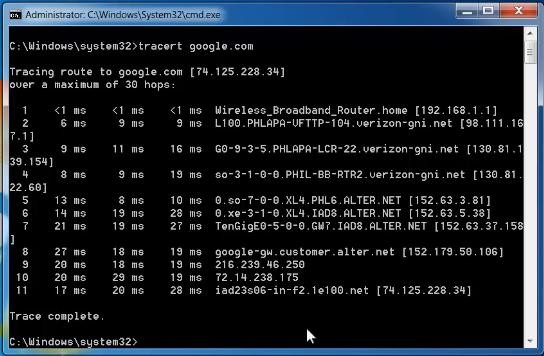 Administrator: C:\Windows\System32\cmd.exe
C:\Windows\system32>tracert google.com
Tracing route to google.com [74.125.228.34]
over a maximum of 30 hops:
1 <1 ms <1 ms <1 ms Wireless_Broadband_Router.home [192.168.1.1]
2 6 ms 9 ms 9 ms L100.PHLAPA-VFTTP-104.verizon-gni.net [98.111.16
7.1]
3 9 ms 11 ms 16 ms G0-9-3-5.PHLAPA-LCR-22.verizon-gni.net [130.81.1
39.154]
4 8 ms 9 ms 19 ms so-3-1-0-0.PHIL-BB-RTR2.verizon-gni.net [130.81.
22.60]
5 13 ms 8 ms 10 ms 0.so-7-0-0.XL4.PHL6.ALTER.NET [152.63.3.81]
6 14 ms 19 ms 28 ms 0.xe-3-1-0.XL4.IAD8.ALTER.NET [152.63.5.38]
7 21 ms 19 ms 27 ms TenGigE0-5-0-0.GW7.IAD8.ALTER.NET [152.63.37.158
]
8 27 ms 18 ms 19 ms google-gw.customer.alter.net [152.179.50.106]
9 20 ms 18 ms 19 ms 216.239.46.250
10 20 ms 29 ms 19 ms 72.14.238.175
11 17 ms 20 ms 28 ms iad23s06-in-f2.1e100.net [74.125.228.34]
Trace complete.
C:\Windows\system32>